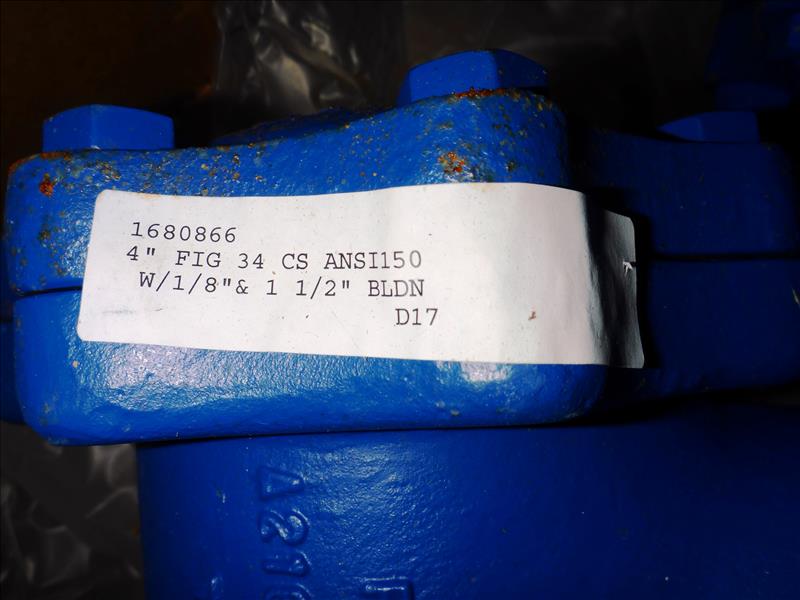 1680866
4" FIG 34 CS ANSI150
W/1/8"& 1 1/2" BLDN
D17